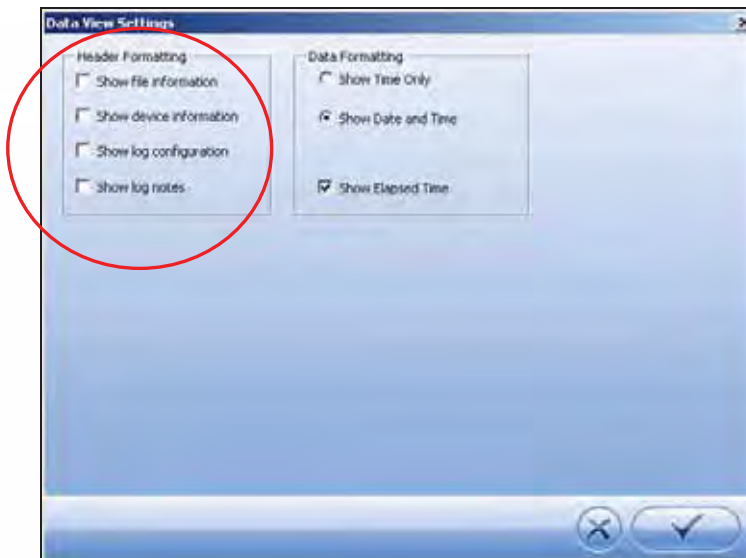 Data View Settings
Header Formatting
Show file information
Show device information
Show log configuration
Show log notes
Data Formatting
Show Time Only
Show Date and Time
Show Elapsed Time